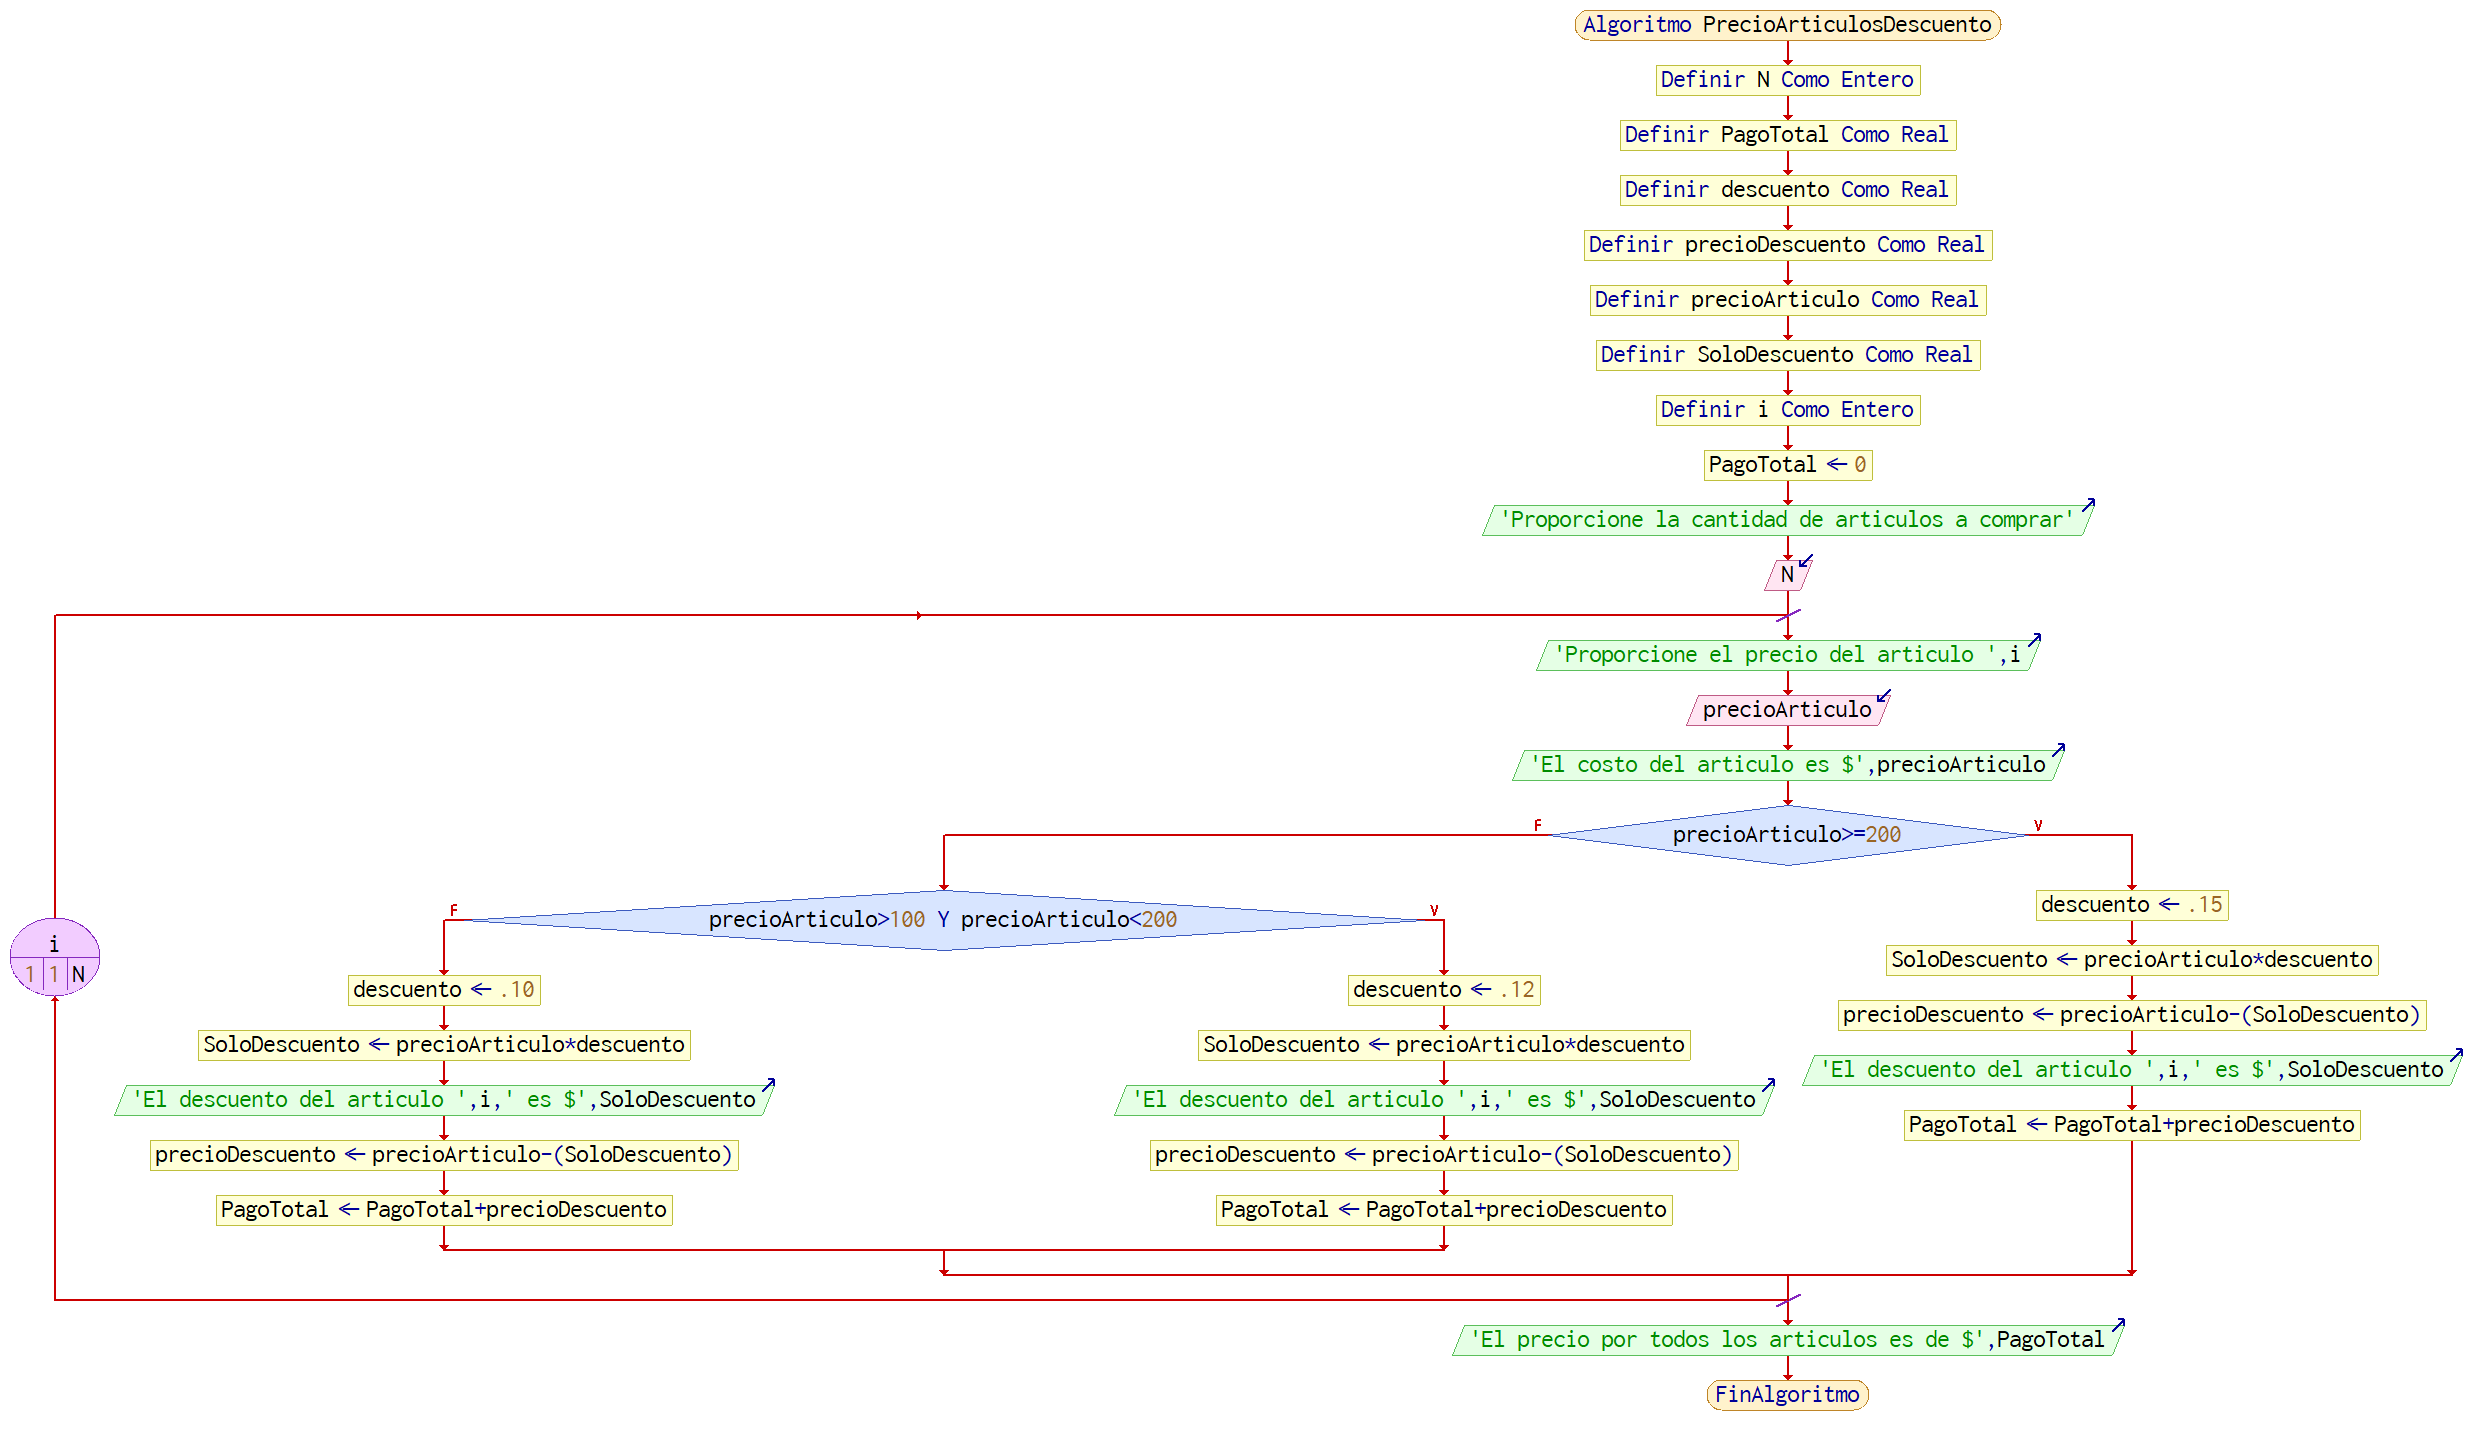 Algoritmo PrecioArticulosDescuento
Definir N Como Entero
Definir PagoTotal Como Real
Definir descuento Como Real
Definir precioDescuento Como Real
Definir precioArticulo Como Real
Definir SoloDescuento Como Real
Definir i Como Entero
PagoTotal ← 0
'Proporcione la cantidad de articulos a comprar'
N
'Proporcione el precio del articulo ',i
precioArticulo
'El costo del articulo es $',precioArticulo
F
precioArticulo>=200
V
F
precioArticulo>100 Y precioArticulo<200
V
i
1 1 N
descuento ← .10
SoloDescuento ← precioArticulo*descuento
'El descuento del articulo ',i,' es $',SoloDescuento
precioDescuento ← precioArticulo-(SoloDescuento)
PagoTotal ← PagoTotal+precioDescuento
descuento ← .12
SoloDescuento ← precioArticulo*descuento
'El descuento del articulo ',i,' es $',SoloDescuento
precioDescuento ← precioArticulo-(SoloDescuento)
PagoTotal ← PagoTotal+precioDescuento
descuento ← .15
SoloDescuento ← precioArticulo*descuento
precioDescuento ← precioArticulo-(SoloDescuento)
'El descuento del articulo ',i,' es $',SoloDescuento
PagoTotal ← PagoTotal+precioDescuento
'El precio por todos los articulos es de $',PagoTotal
FinAlgoritmo